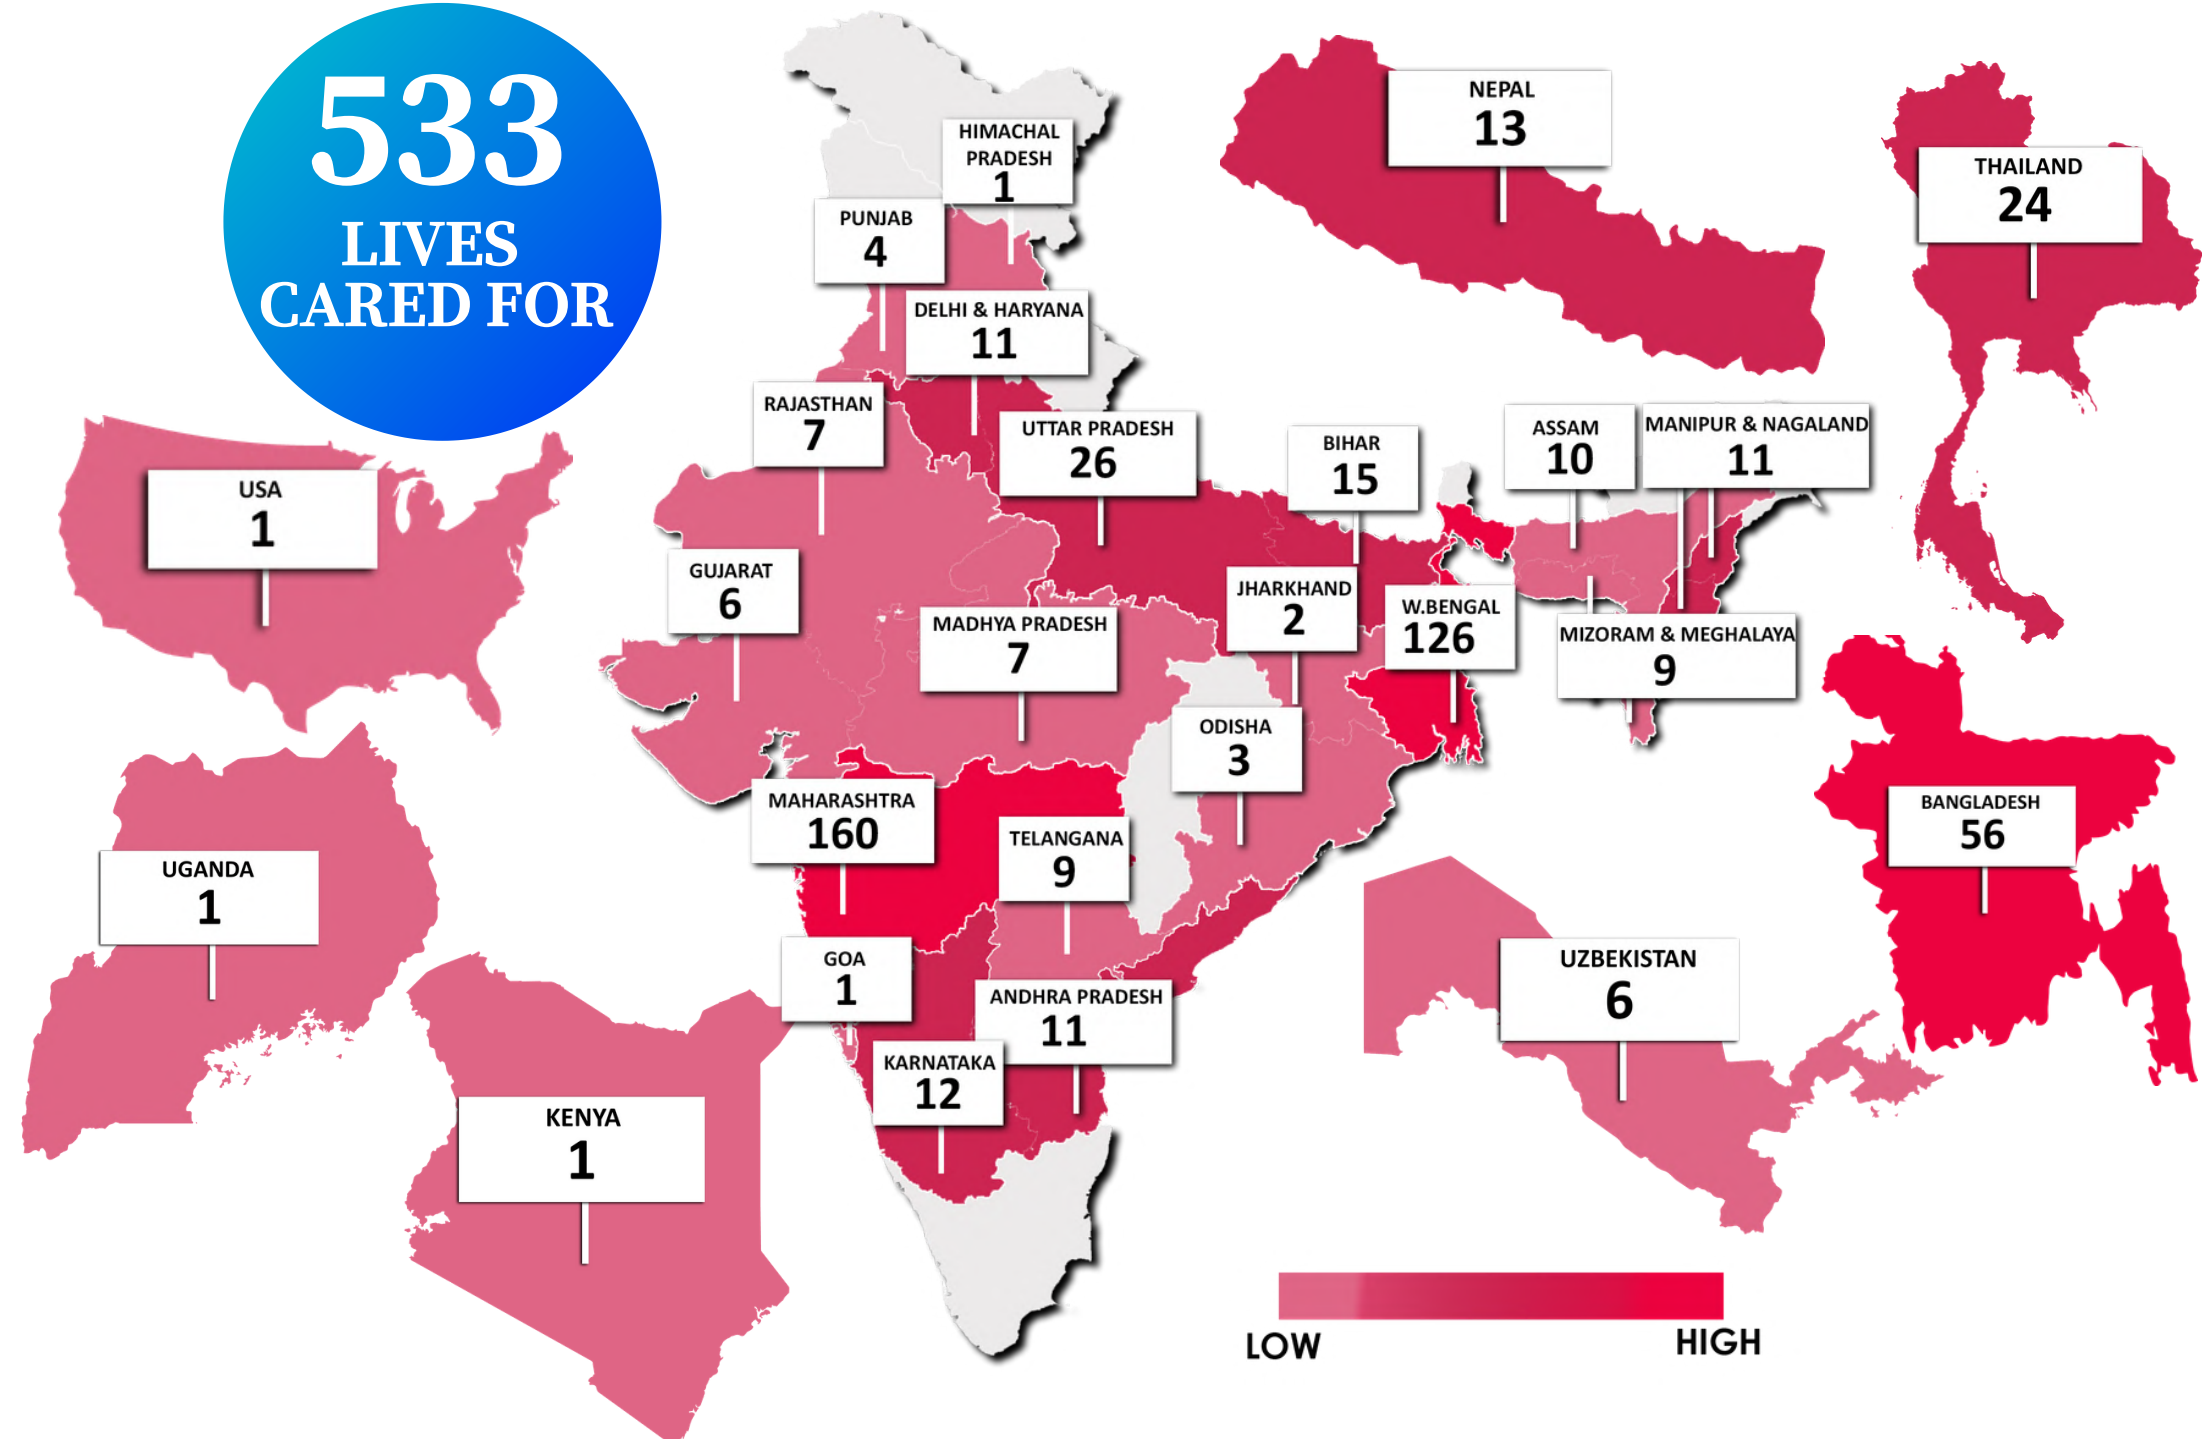 533
LIVES
CARED FOR
HIMACHAL
PRADESH
1
PUNJAB
4
DELHI & HARYANA
11
RAJASTHAN
7
UTTAR PRADESH
26
BIHAR
15
ASSAM
10
MANIPUR & NAGALAND
11
GUJARAT
6
MADHYA PRADESH
7
JHARKHAND
2
W.BENGAL
126
MIZORAM & MEGHALAYA
9
ODISHA
3
MAHARASHTRA
160
TELANGANA
9
GOA
1
ANDHRA PRADESH
11
KARNATAKA
12
NEPAL
13
THAILAND
24
USA
1
UGANDA
1
KENYA
1
BANGLADESH
56
UZBEKISTAN
6
LOW
HIGH